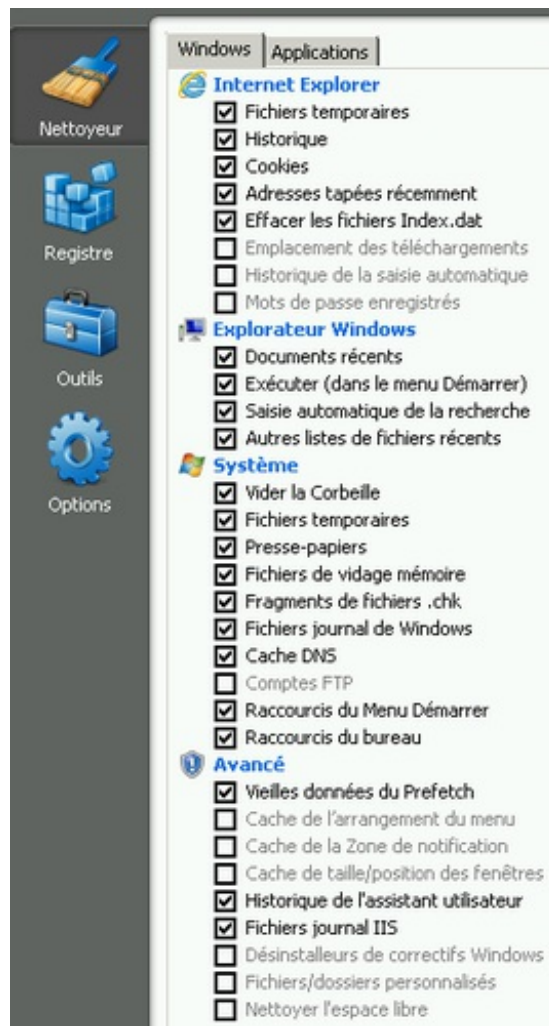 Nettoyeur
Registre
Outils
Options
Windows Applications
Internet Explorer
Fichiers temporaires
Historique
Cookies
Adresses tapées récemment
Effacer les fichiers Index.dat
Emplacement des téléchargements
Historique de la saisie automatique
Mots de passe enregistrés
Explorateur Windows
Documents récents
Exécuter (dans le menu Démarrer)
Saisie automatique de la recherche
Autres listes de fichiers récents
Système
Vider la Corbeille
Fichiers temporaires
Presse-papiers
Fichiers de vidage mémoire
Fragments de fichiers .chk
Fichiers journal de Windows
Cache DNS
Comptes FTP
Raccourcis du Menu Démarrer
Raccourcis du bureau
Avancé
Vieilles données du Prefetch
Cache de l'arrangement du menu
Cache de la Zone de notification
Cache de taille/position des fenêtres
Historique de l'assistant utilisateur
Fichiers journal IIS
Désinstalleurs de correctifs Windows
Fichiers/dossiers personnalisés
Nettoyer l'espace libre